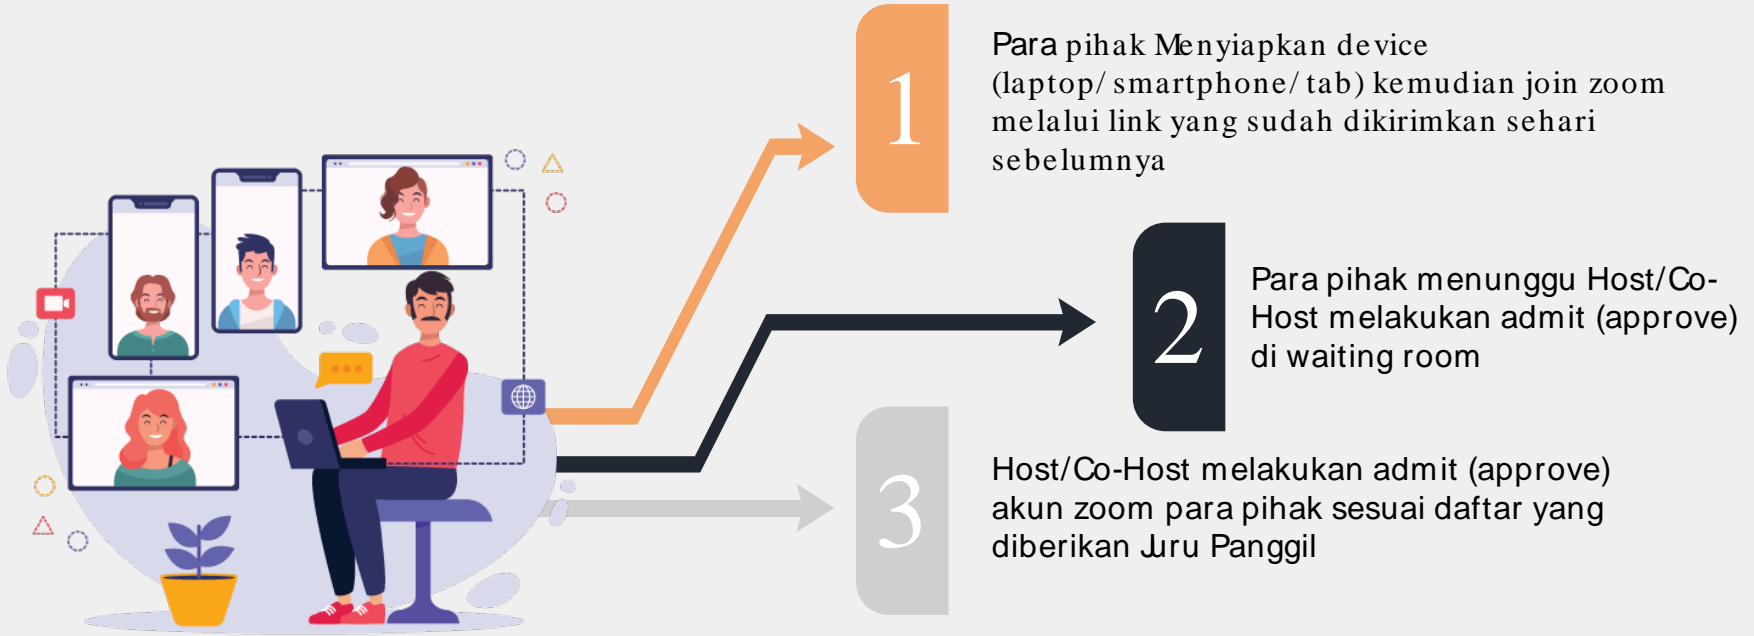 1
Para pihak Menyiapkan device
(laptop/smartphone/tab) kemudian join zoom
melalui link yang sudah dikirimkan sehari
sebelumnya
2
Para pihak menunggu Host/Co-
Host melakukan admit (approve)
di waiting room
3
Host/Co-Host melakukan admit (approve)
akun zoom para pihak sesuai daftar yang
diberikan Juru Panggil